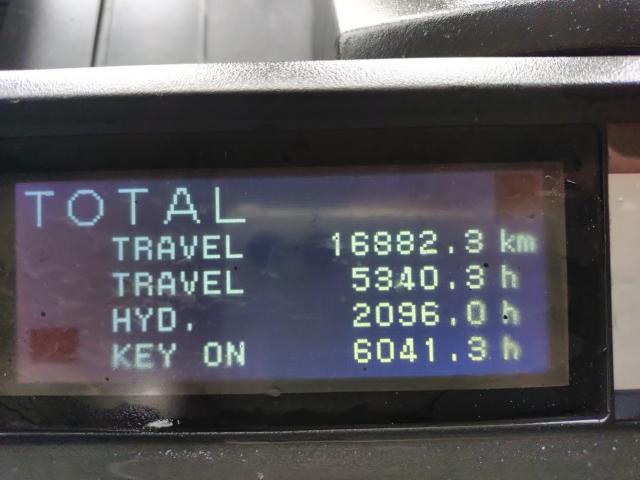 TOTAL
TRAVEL 16882.3 km
TRAVEL 5340.3 h
HYD. 2096.0 h
KEY ON 6041.3 h